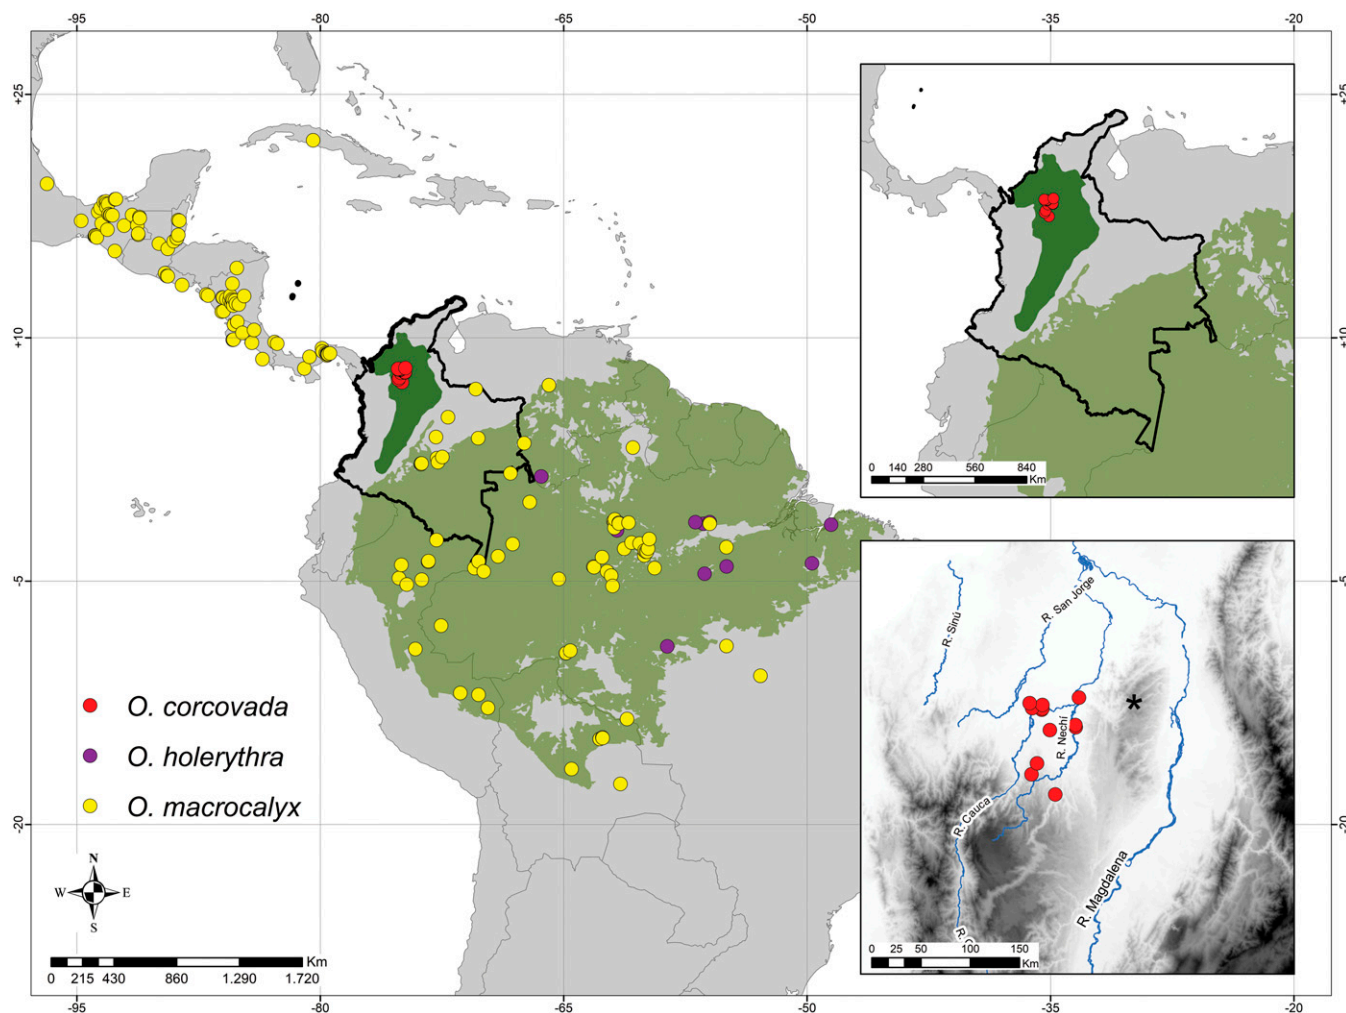 -95 -80 -65 -50 -35 -20
+25 +25
+10 +10
-5 -5
-20 -20
O. corcovada
O. holerythra
O. macrocalyx
N
W E
S
0 215 430 860 1.290 1.720 Km
-95 -80 -65 -50 -35 -20
0 140 280 560 840 Km
R. Sinú
R. San Jorge
*
R. Nechí
R. Cauca
R. Magdalena
0 25 50 100 150 Km